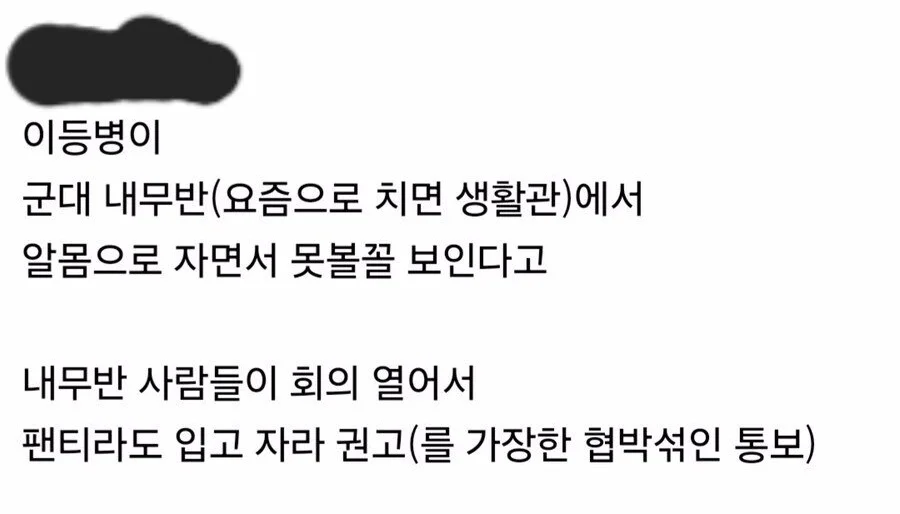 이등병이
군대 내무반(요즘으로 치면 생활관)에서
알몸으로 자면서 못볼꼴 보인다고
내무반 사람들이 회의 열어서
팬티라도 입고 자라 권고(를 가장한 협박섞인 통보)